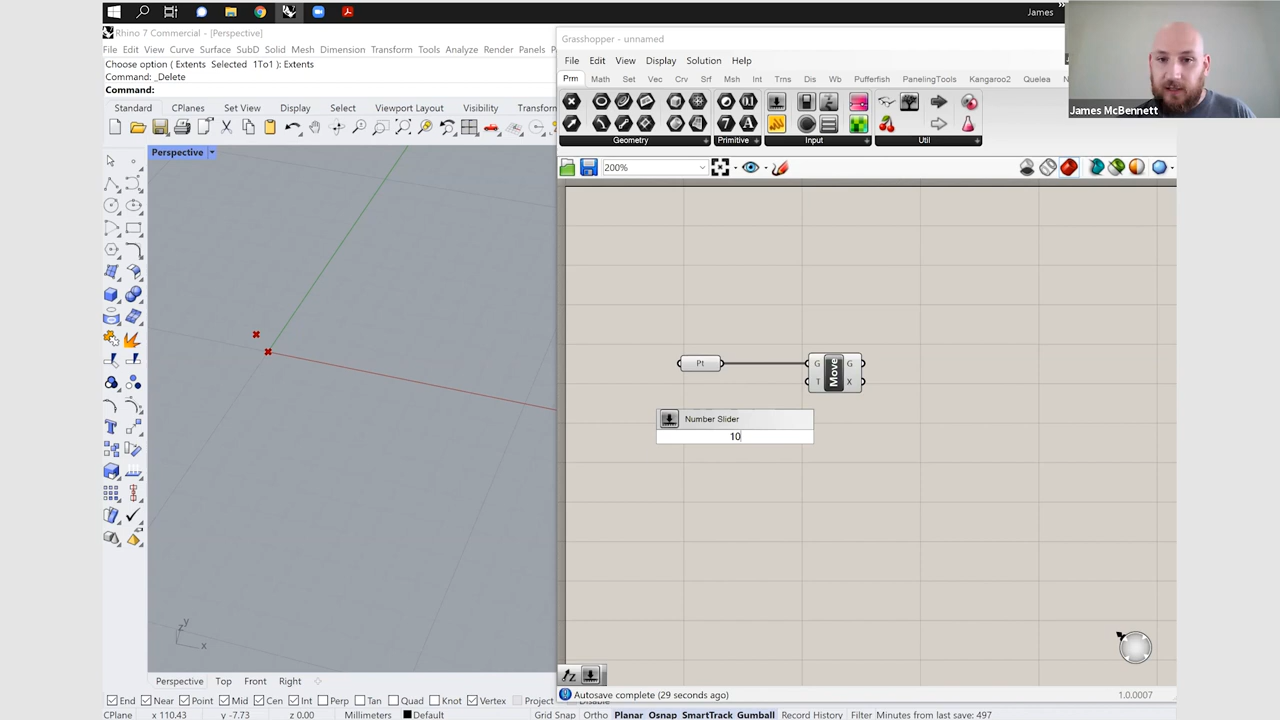 James
James McBennett
Rhino 7 Commercial - [Perspective]
File Edit View Curve Surface SubD Solid Mesh Dimension Transform Tools Analyze Render Panels
Choose option ( Extents Selected 1To1 ): Extents
Command: _Delete
Command:
Standard CPlanes Set View Display Select Viewport Layout Visibility Transform
Perspective
z y x
Perspective Top Front Right
End Near Point Mid Cen Int Perp Tan Quad Knot Vertex Project
Disable
CPlane x 110.43 y -7.73 z 0.00 Millimeters Default Grid Snap Ortho Planar Osnap SmartTrack Gumball Record History Filter Minutes from last save: 497
Grasshopper - unnamed
File Edit View Display Solution Help
Prm Math Set Vec Crv Srf Msh Int Trns Dis Wb Pufferfish PanelingTools Kangaroo2 Quelea
Geometry Primitive Input Util
200%
Pt
G Move G
T X
Number Slider
10
Autosave complete (29 seconds ago)
1.0.0007